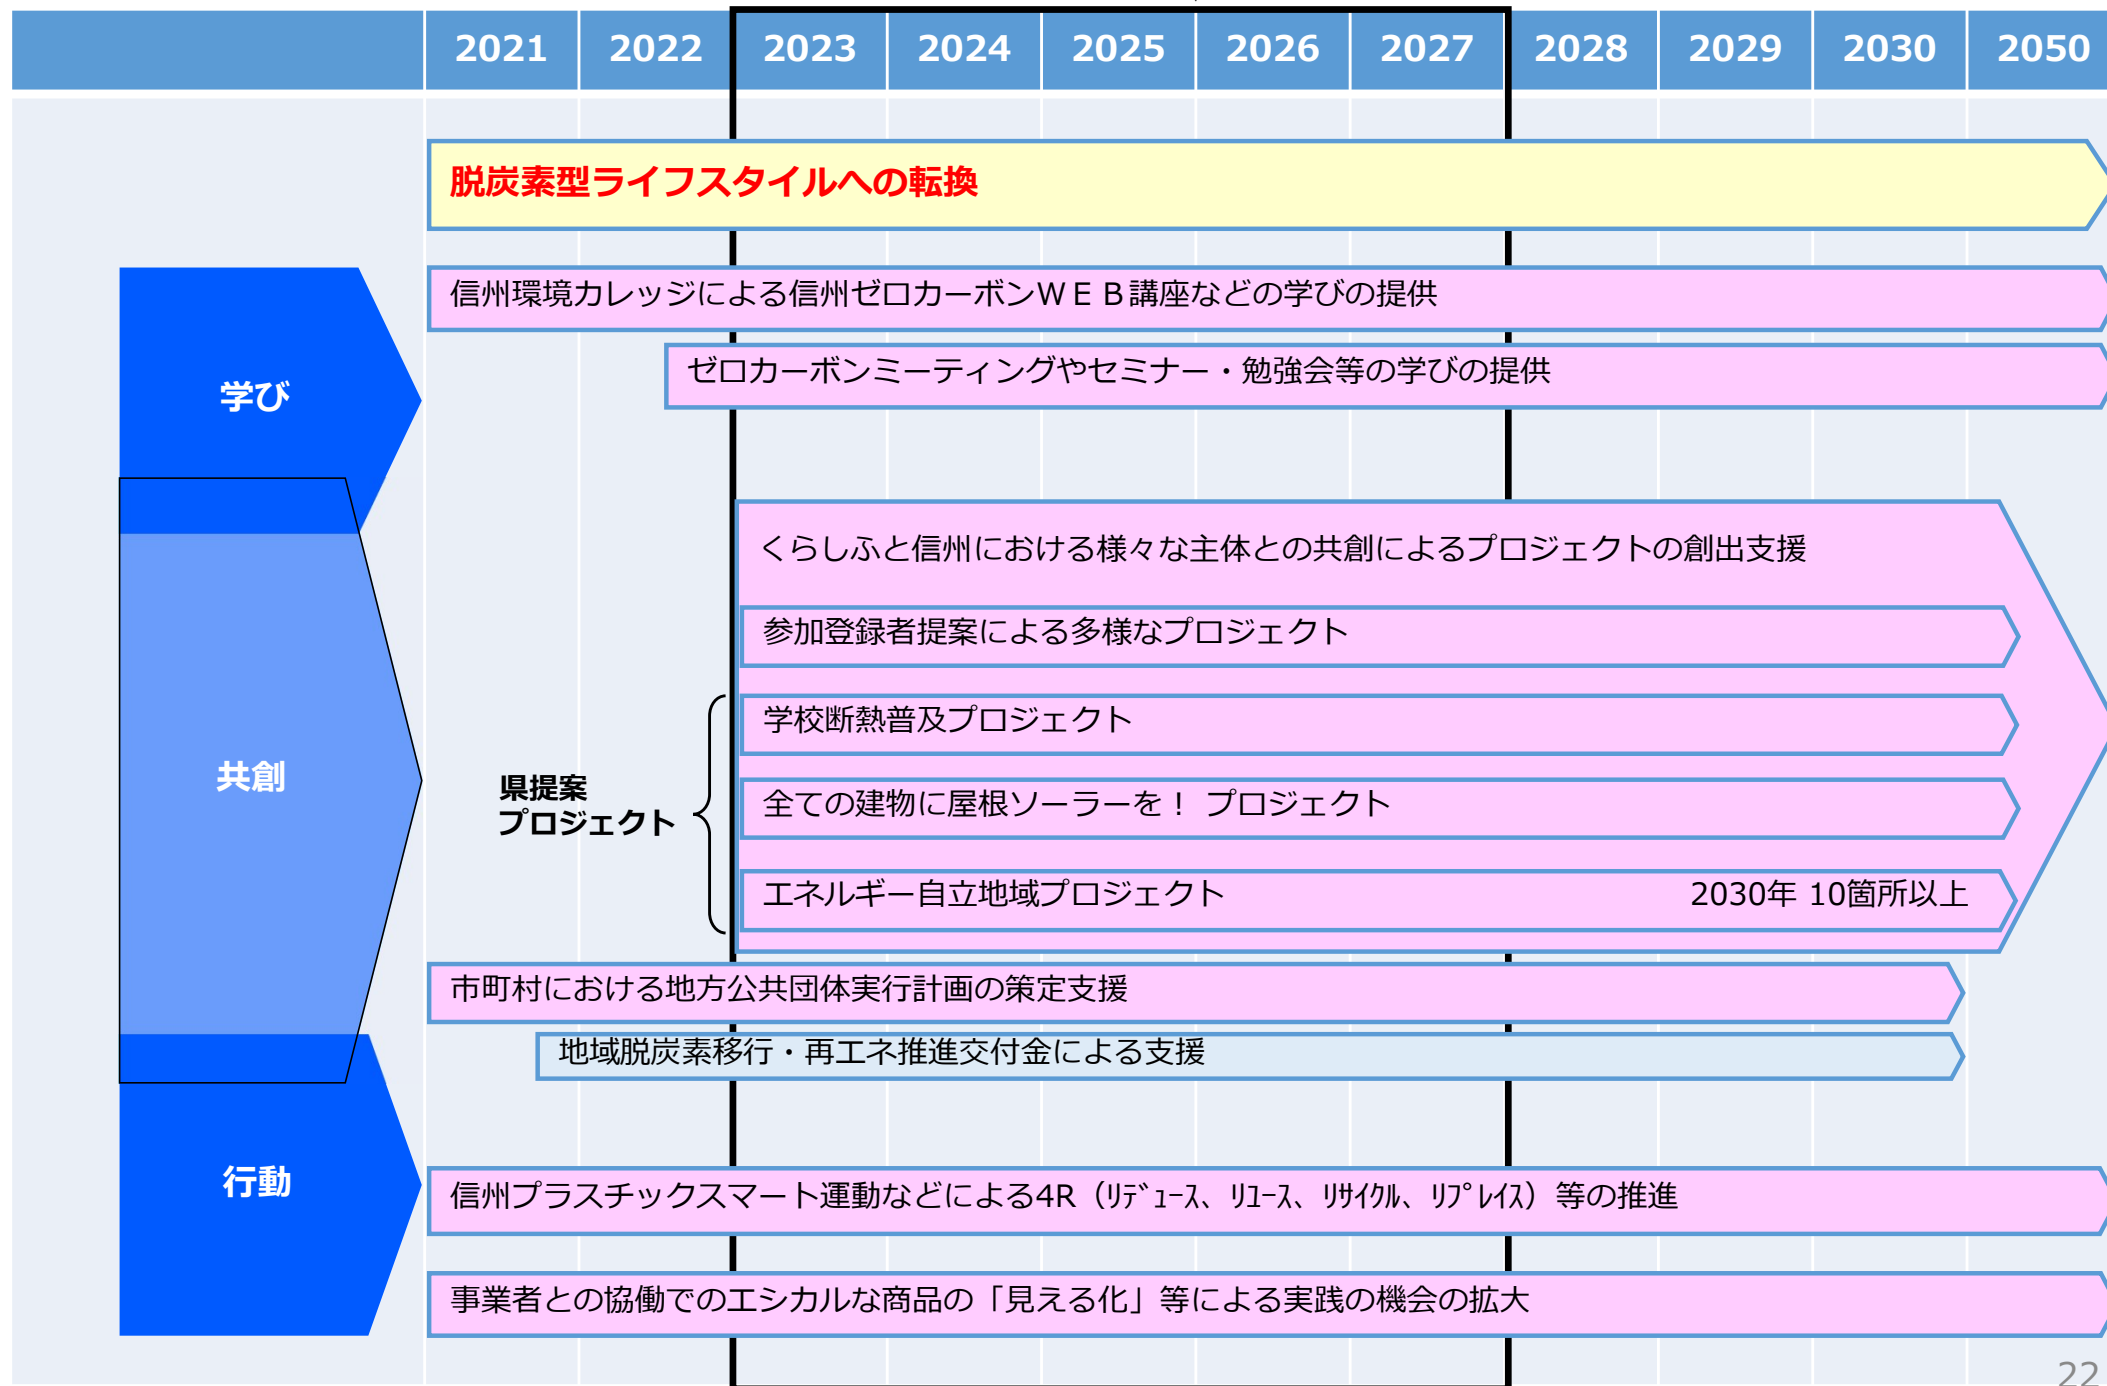 2021 2022 2023 2024 2025 2026 2027 2028 2029 2030 2050
脱炭素型ライフスタイルへの転換
学び
信州環境カレッジによる信州ゼロカーボンＷＥＢ講座などの学びの提供
ゼロカーボンミーティングやセミナー・勉強会等の学びの提供
共創
くらしふと信州における様々な主体との共創によるプロジェクトの創出支援
参加登録者提案による多様なプロジェクト
県提案
プロジェクト
学校断熱普及プロジェクト
全ての建物に屋根ソーラーを！ プロジェクト
エネルギー自立地域プロジェクト 2030年 10箇所以上
市町村における地方公共団体実行計画の策定支援
地域脱炭素移行・再エネ推進交付金による支援
行動
信州プラスチックスマート運動などによる4R（ﾘﾃﾞｭｰｽ、ﾘﾕｰｽ、ﾘｻｲｸﾙ、ﾘﾌﾟﾚｲｽ）等の推進
事業者との協働でのエシカルな商品の「見える化」等による実践の機会の拡大
22